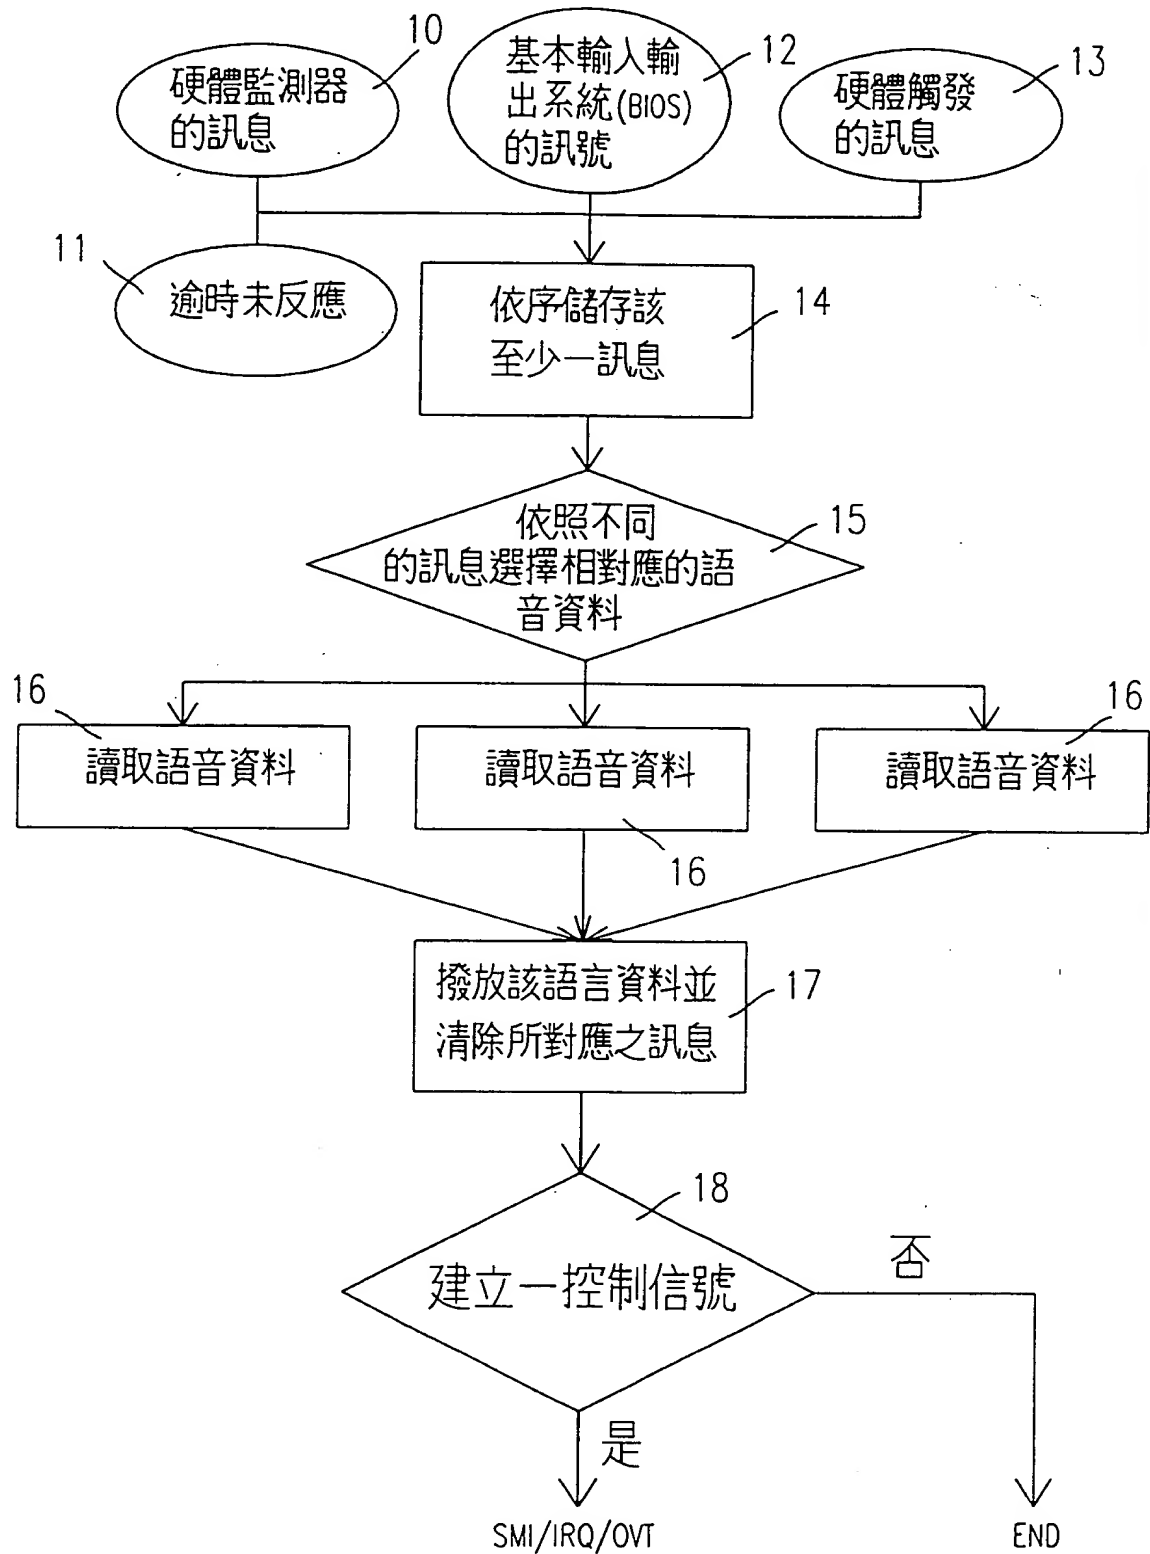 10
硬體監測器
的訊息
12
基本輸入輸
出系統(BIOS)
的訊號
13
硬體觸發
的訊息
11
逾時未反應
14
依序儲存該
至少一訊息
15
依照不同
的訊息選擇相對應的語
音資料
16
讀取語音資料
讀取語音資料
16
16
讀取語音資料
17
撥放該語言資料並
清除所對應之訊息
18
建立一控制信號
否
是
SMI/IRQ/OVT
END